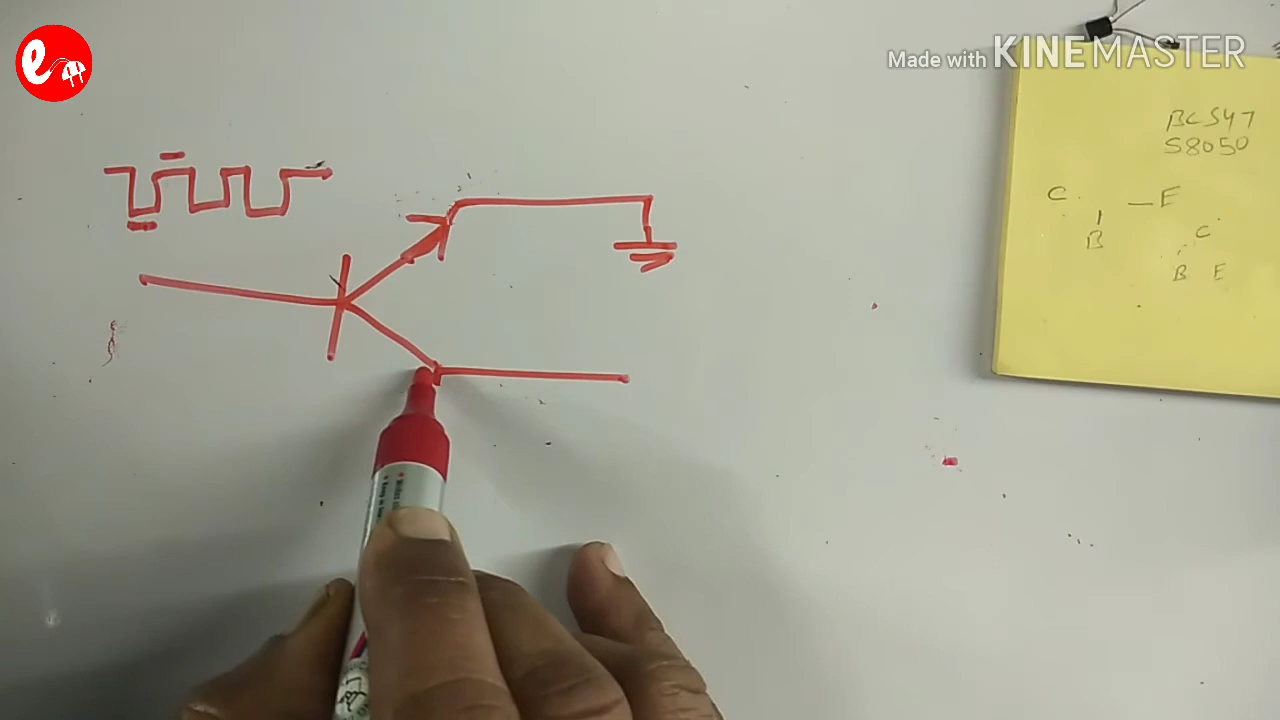 e
Made with KINEMASTER
BC547
S8050
C — E
B
C
B E